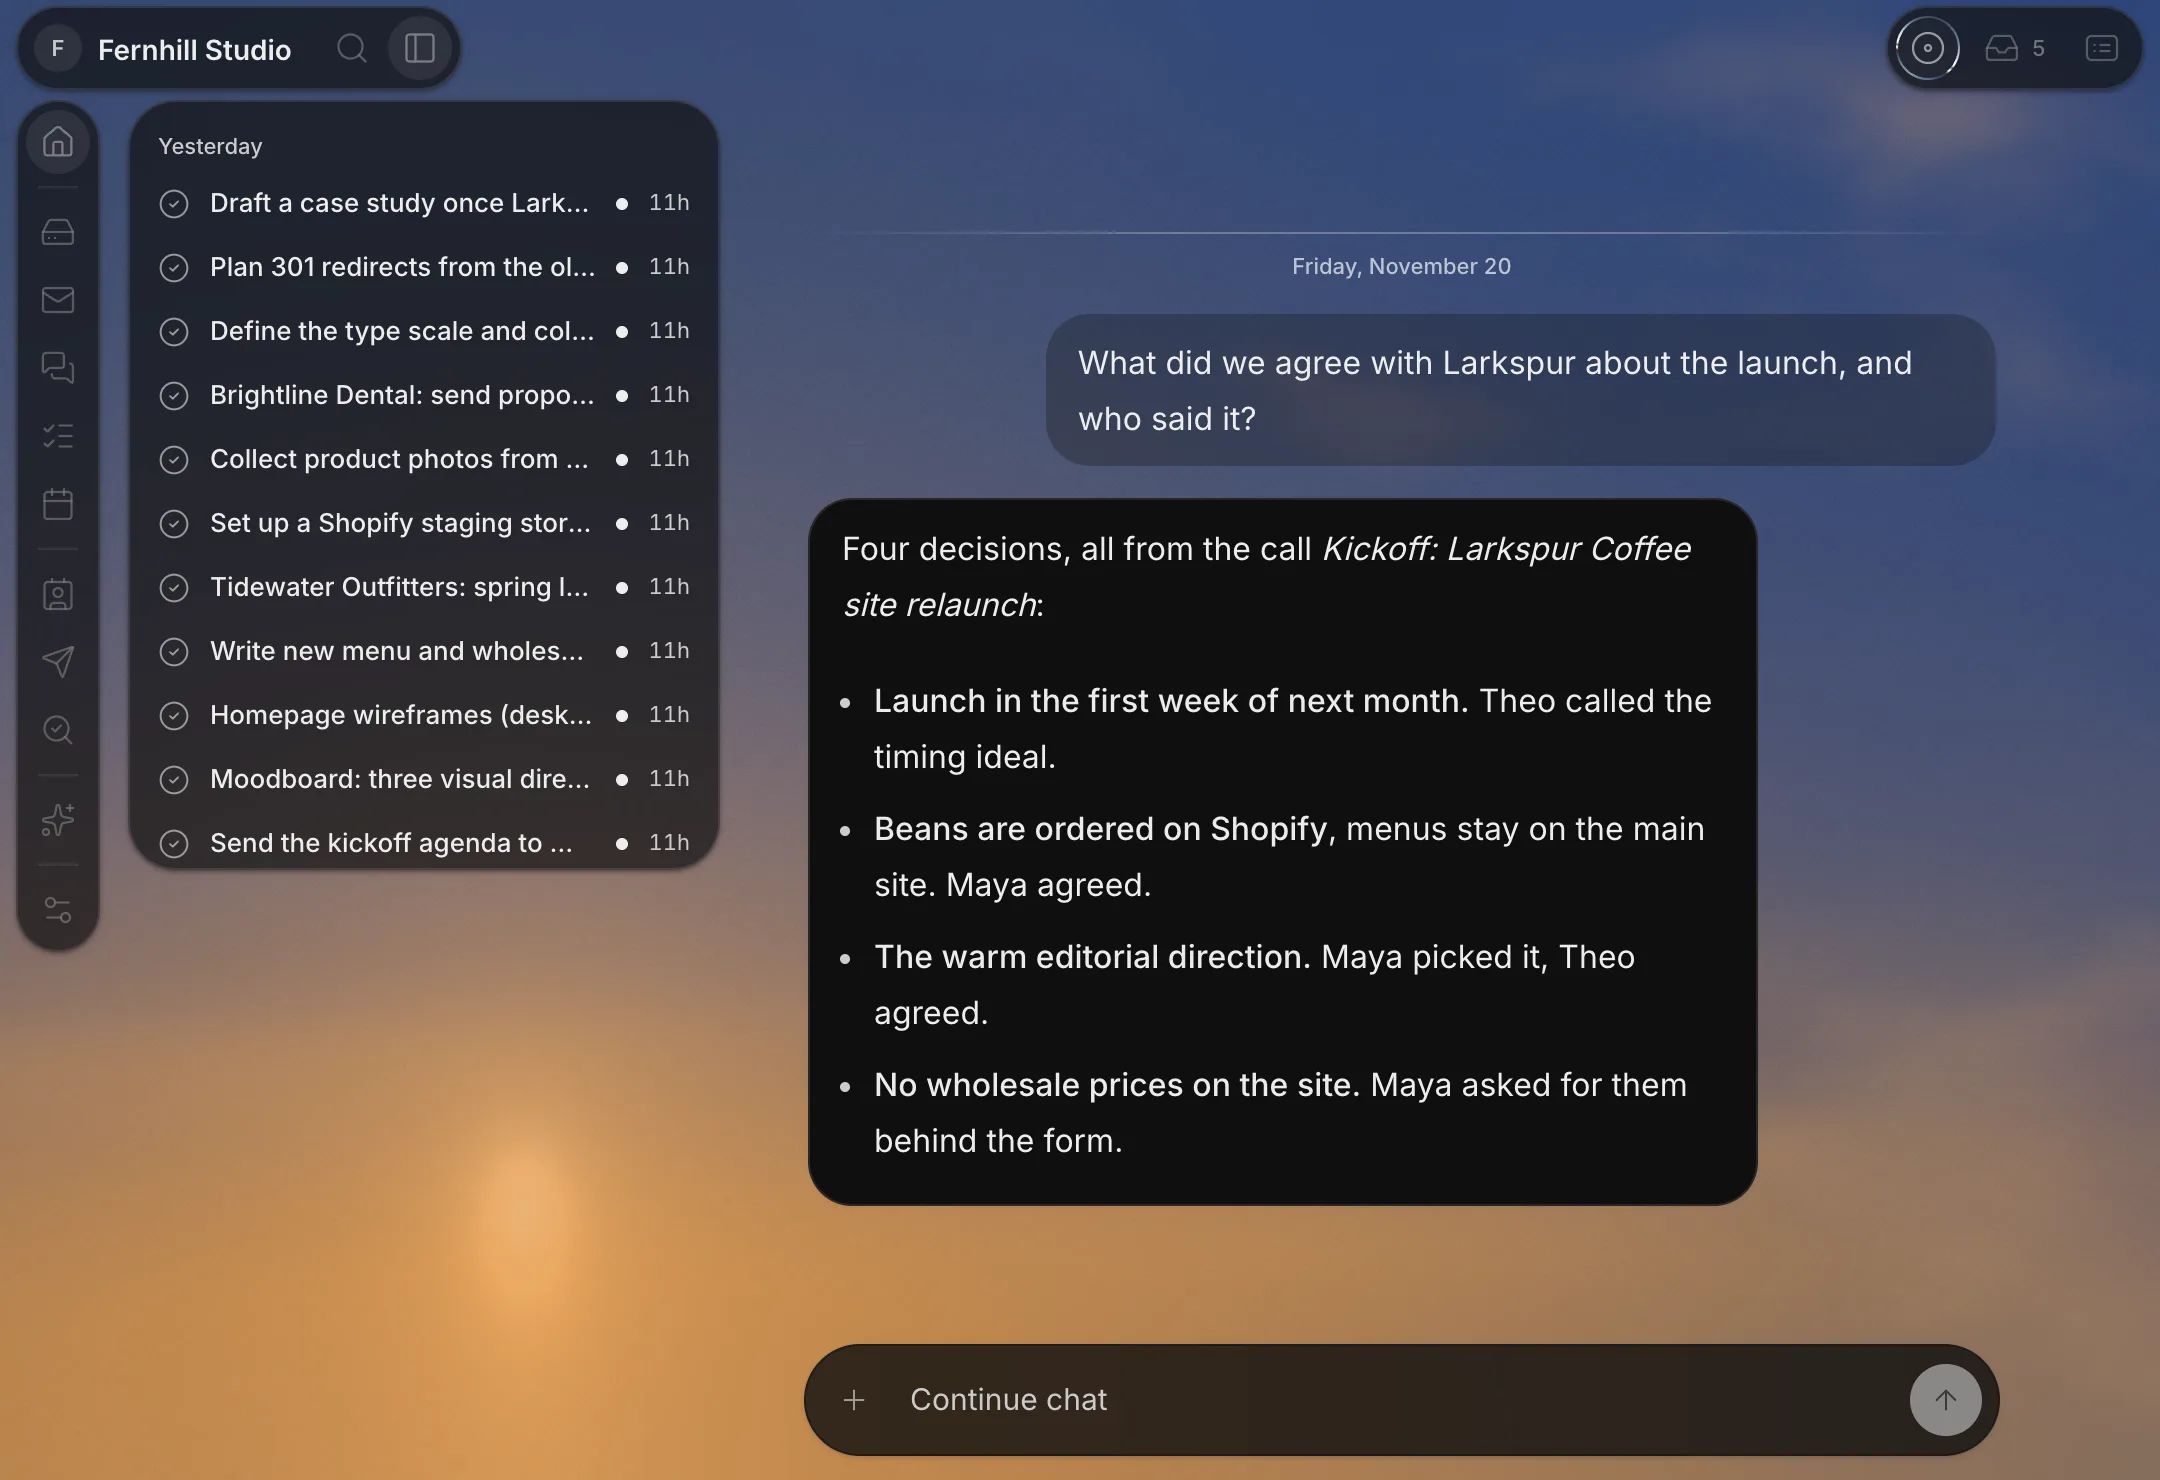 F Fernhill Studio
5
Yesterday
Draft a case study once Lark... 11h
Plan 301 redirects from the ol... 11h
Define the type scale and col... 11h
Brightline Dental: send propo... 11h
Collect product photos from ... 11h
Set up a Shopify staging stor... 11h
Tidewater Outfitters: spring l... 11h
Write new menu and wholes... 11h
Homepage wireframes (desk... 11h
Moodboard: three visual dire... 11h
Send the kickoff agenda to ... 11h
Friday, November 20
What did we agree with Larkspur about the launch, and
who said it?
Four decisions, all from the call Kickoff: Larkspur Coffee
site relaunch:
• Launch in the first week of next month. Theo called the
timing ideal.
• Beans are ordered on Shopify, menus stay on the main
site. Maya agreed.
• The warm editorial direction. Maya picked it, Theo
agreed.
• No wholesale prices on the site. Maya asked for them
behind the form.
Continue chat